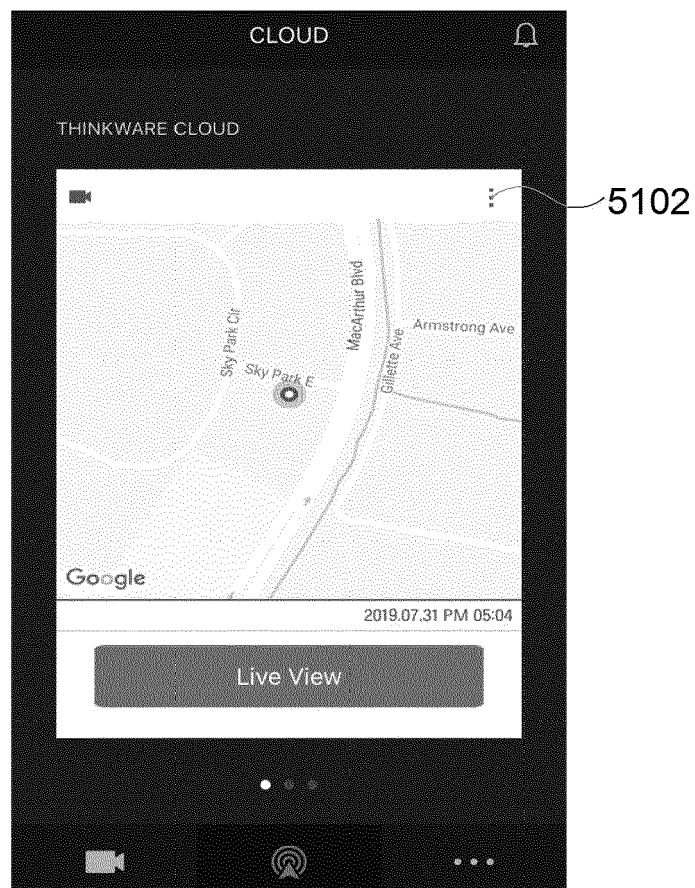 CLOUD
THINKWARE CLOUD
5102
MacArthur Blvd
Sky Park Cir
Armstrong Ave
Gillette Ave
Sky Park E
Google
2019.07.31 PM 05:04
Live View